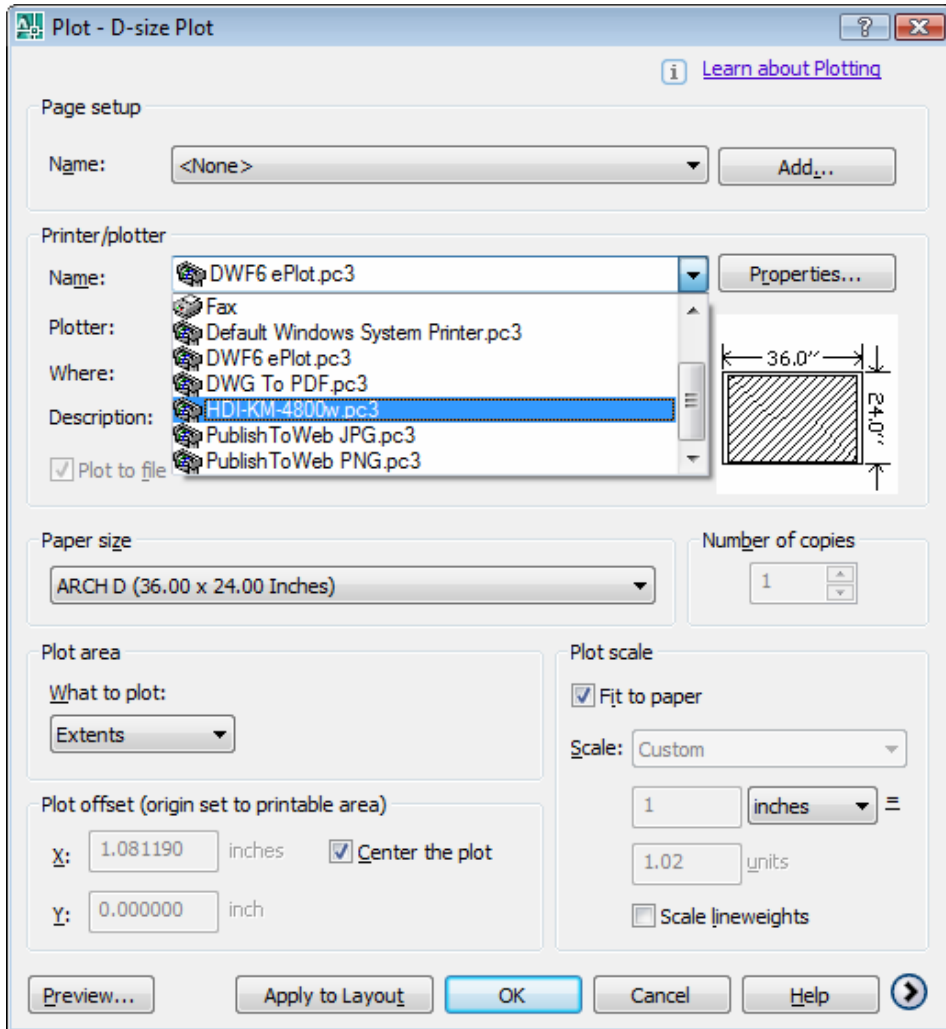 Plot - D-size Plot
Learn about Plotting
Page setup
Name:
<None>
Add...
Printer/plotter
Name:
DWF6 ePlot.pc3
Properties...
Fax
Default Windows System Printer.pc3
DWF6 ePlot.pc3
DWG To PDF.pc3
HDI-KM-4800w.pc3
PublishToWeb JPG.pc3
PublishToWeb PNG.pc3
Plotter:
Where:
Description:
Plot to file
36.0″
24.0″
Paper size
ARCH D (36.00 x 24.00 Inches)
Number of copies
1
Plot area
What to plot:
Extents
Plot offset (origin set to printable area)
X: 1.081190 inches
Center the plot
Y: 0.000000 inch
Plot scale
Fit to paper
Scale: Custom
1 inches =
1.02 units
Scale lineweights
Preview...
Apply to Layout
OK
Cancel
Help